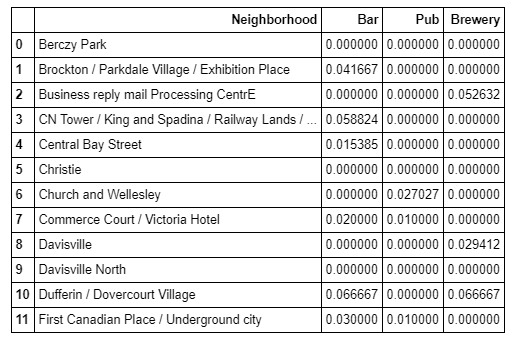 Neighborhood Bar Pub Brewery
0 Berczy Park 0.000000 0.000000 0.000000
1 Brockton / Parkdale Village / Exhibition Place 0.041667 0.000000 0.000000
2 Business reply mail Processing CentrE 0.000000 0.000000 0.052632
3 CN Tower / King and Spadina / Railway Lands / ... 0.058824 0.000000 0.000000
4 Central Bay Street 0.015385 0.000000 0.000000
5 Christie 0.000000 0.000000 0.000000
6 Church and Wellesley 0.000000 0.027027 0.000000
7 Commerce Court / Victoria Hotel 0.020000 0.010000 0.000000
8 Davisville 0.000000 0.000000 0.029412
9 Davisville North 0.000000 0.000000 0.000000
10 Dufferin / Dovercourt Village 0.066667 0.000000 0.066667
11 First Canadian Place / Underground city 0.030000 0.010000 0.000000